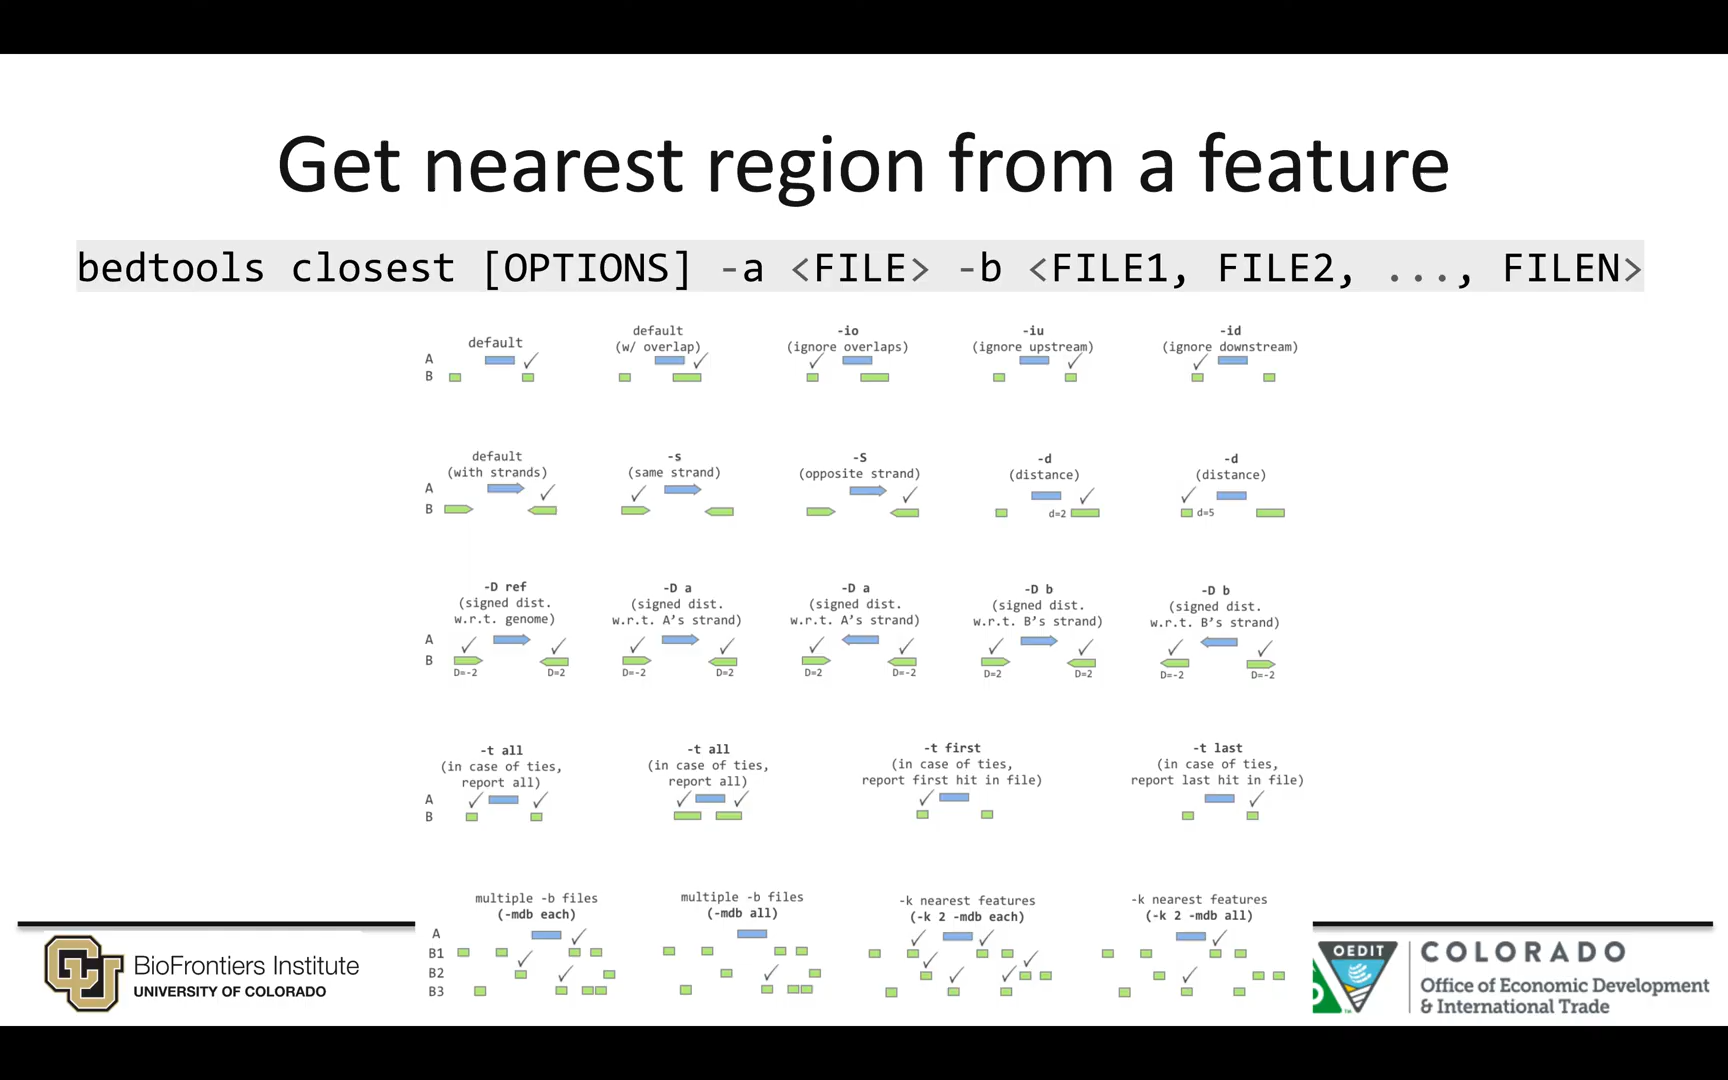 Get nearest region from a feature
bedtools closest [OPTIONS] -a <FILE> -b <FILE1, FILE2, ..., FILEN>
default
default
(w/ overlap)
-io
(ignore overlaps)
-iu
(ignore upstream)
-id
(ignore downstream)
A
B
default
(with strands)
-s
(same strand)
-S
(opposite strand)
-d
(distance)
-d
(distance)
A
B
d=2
d=5
-D ref
(signed dist.
w.r.t. genome)
-D a
(signed dist.
w.r.t. A’s strand)
-D a
(signed dist.
w.r.t. A’s strand)
-D b
(signed dist.
w.r.t. B’s strand)
-D b
(signed dist.
w.r.t. B’s strand)
A
B
D=-2 D=2
D=-2 D=2
D=2 D=-2
D=2 D=2
D=-2 D=-2
-t all
(in case of ties,
report all)
-t all
(in case of ties,
report all)
-t first
(in case of ties,
report first hit in file)
-t last
(in case of ties,
report last hit in file)
A
B
multiple -b files
(-mdb each)
multiple -b files
(-mdb all)
-k nearest features
(-k 2 -mdb each)
-k nearest features
(-k 2 -mdb all)
A
B1
B2
B3
CU
BioFrontiers Institute
UNIVERSITY OF COLORADO
OEDIT
TM
COLORADO
Office of Economic Development
& International Trade